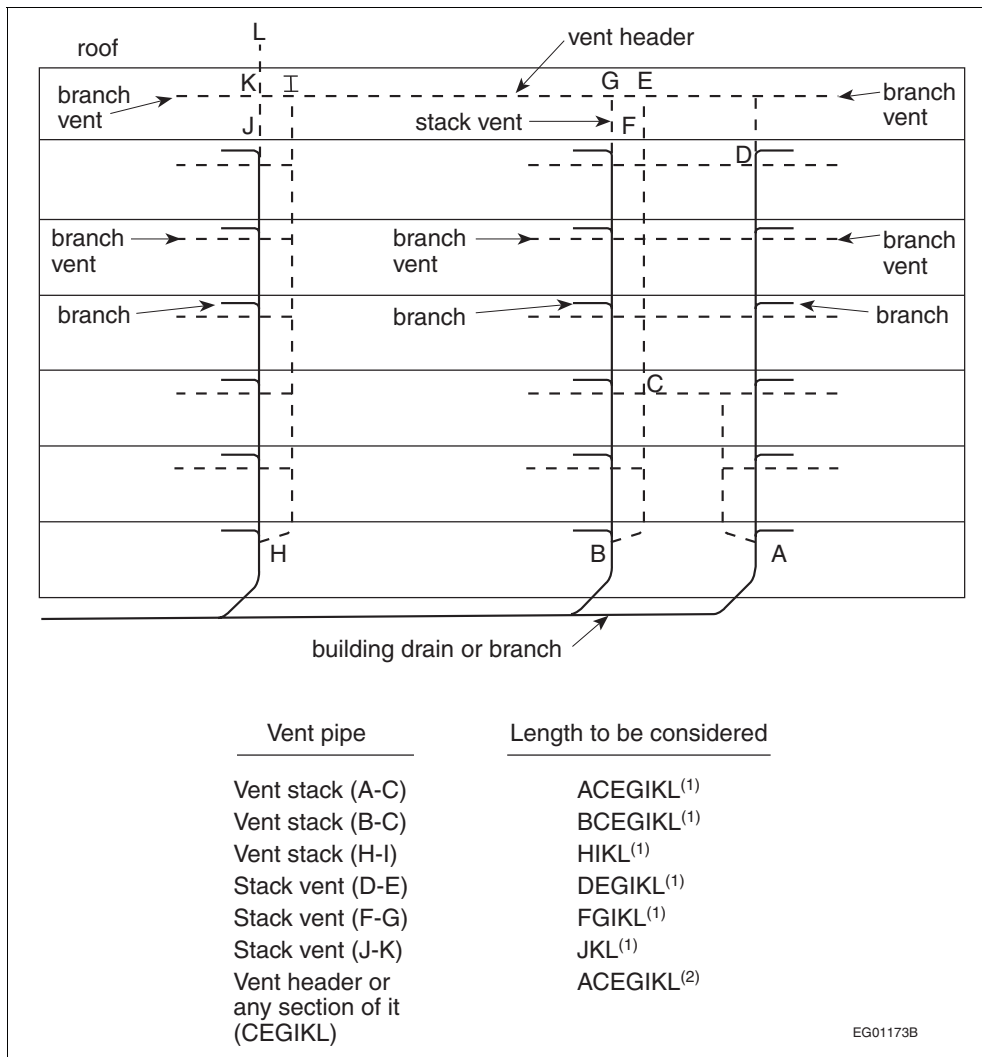 L
roof
vent header
K I G E
branch vent
branch vent
J stack vent F D
branch vent
branch vent
branch vent
branch
branch
branch
C
H B A
building drain or branch
Vent pipe Length to be considered
Vent stack (A-C) ACEGIKL(1)
Vent stack (B-C) BCEGIKL(1)
Vent stack (H-I) HIKL(1)
Stack vent (D-E) DEGIKL(1)
Stack vent (F-G) FGIKL(1)
Stack vent (J-K) JKL(1)
Vent header or ACEGIKL(2)
any section of it
(CEGIKL)
EG01173B